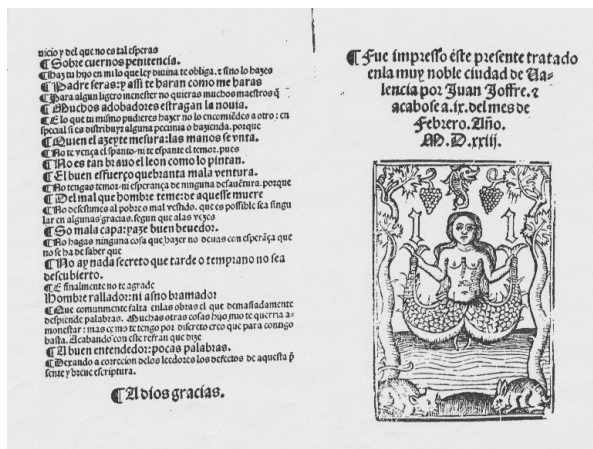 uicio y del que no es tal esperas
¶Sobre cuernos penitencia.
¶Haz tu hijo en mi lo que ley diuina te obliga. ⁊ sino lo hazes
¶Padre seras: y assi te haran como me haras
¶Para algun ligero menester no quieras muchos maestros q̃
¶Muchos adobadores estragan la nouia.
¶E lo que tu mismo pudieres hazer no lo encomiẽdes a otro: en
special si ea distribuyr alguna pecunia o hazienda. porque
¶Quien el azeyte mesura: las manos se vnta.
¶No te vença el spanto: ni te espante el temor. pues
¶No es tan brauo el leon como lo pintan.
¶El buen esfuerço quebranta mala ventura.
¶No tengas temor: ni esperança de ninguna desauẽtura. porque
¶Del mal que hombre teme: de aquesse muere
¶No desestimes al pobre o mal vestido. que es possible sea singu
lar en algunas gracias. segun que alas vezes
¶So mala capa: yaze buen beuedor.
¶No hagas ninguna cosa que hazer no deuas con esperãça que
no se ha de saber que
¶No ay nada secreto que tarde o temprano no sea
descubierto.
¶E finalmente no te agrade
Hombre rallador: ni asno bramador
¶Que comunmente falta enlas obras el que demasiadamente
despiende palabras. Muchas otras cosas hijo mio te querria a-
monestar: mas como te tengo por discreto creo que para contigo
basta. Acabando con este refran que dize
¶A buen entendedor: pocas palabras.
¶Dexando a correcion delos lectores los defectos de aquesta p̃
sente y breue escriptura.
¶A dios gracias.
¶Fue impresso ẽste presente tratado
enla muy noble ciudad de Ua-
lencia por Juan Joffre. ⁊
acabose a .ix. del mes de
Febrero. Año.
M. D. xxiij.
I I